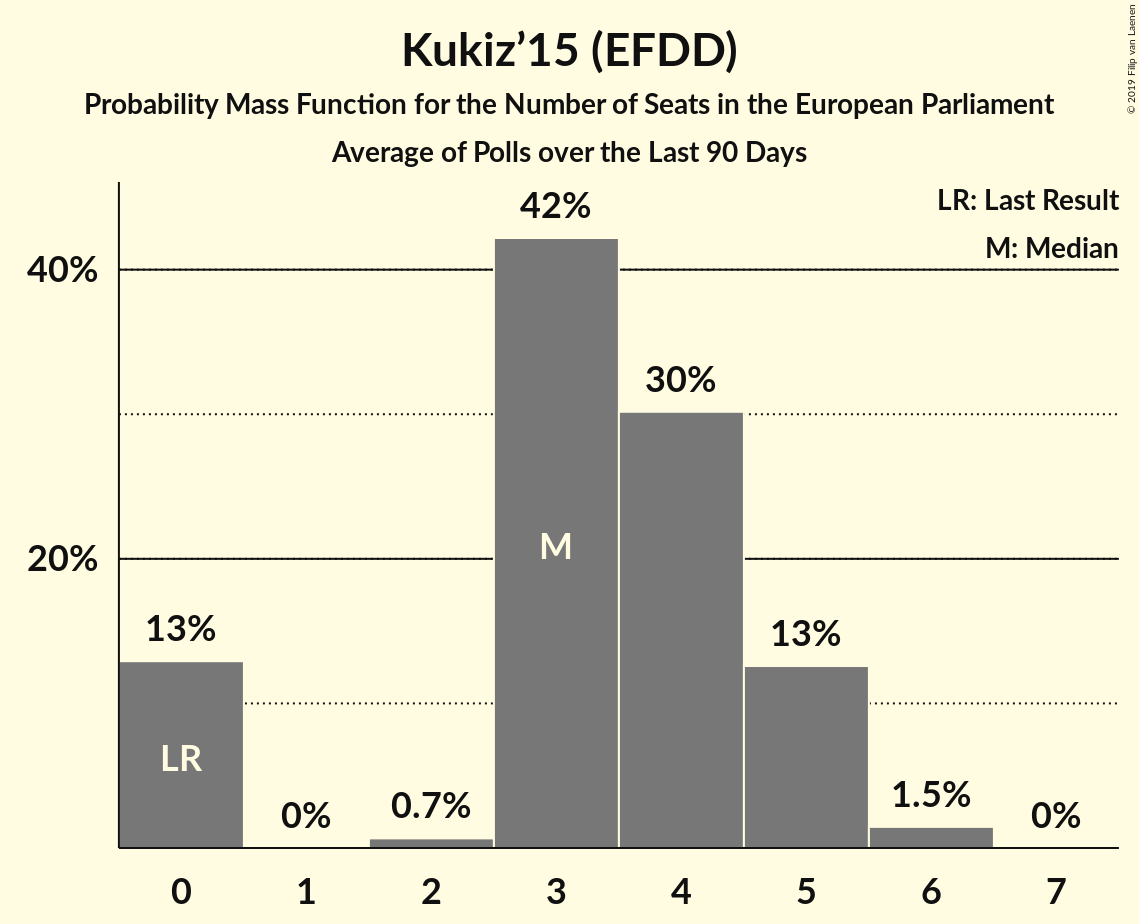 Kukiz’15 (EFDD)
Probability Mass Function for the Number of Seats in the European Parliament
Average of Polls over the Last 90 Days
© 2019 Filip van Laenen
LR: Last Result
M: Median
42%
40%
30%
M
20%
13%
13%
LR
0%
0.7%
1.5%
0%
0 1 2 3 4 5 6 7